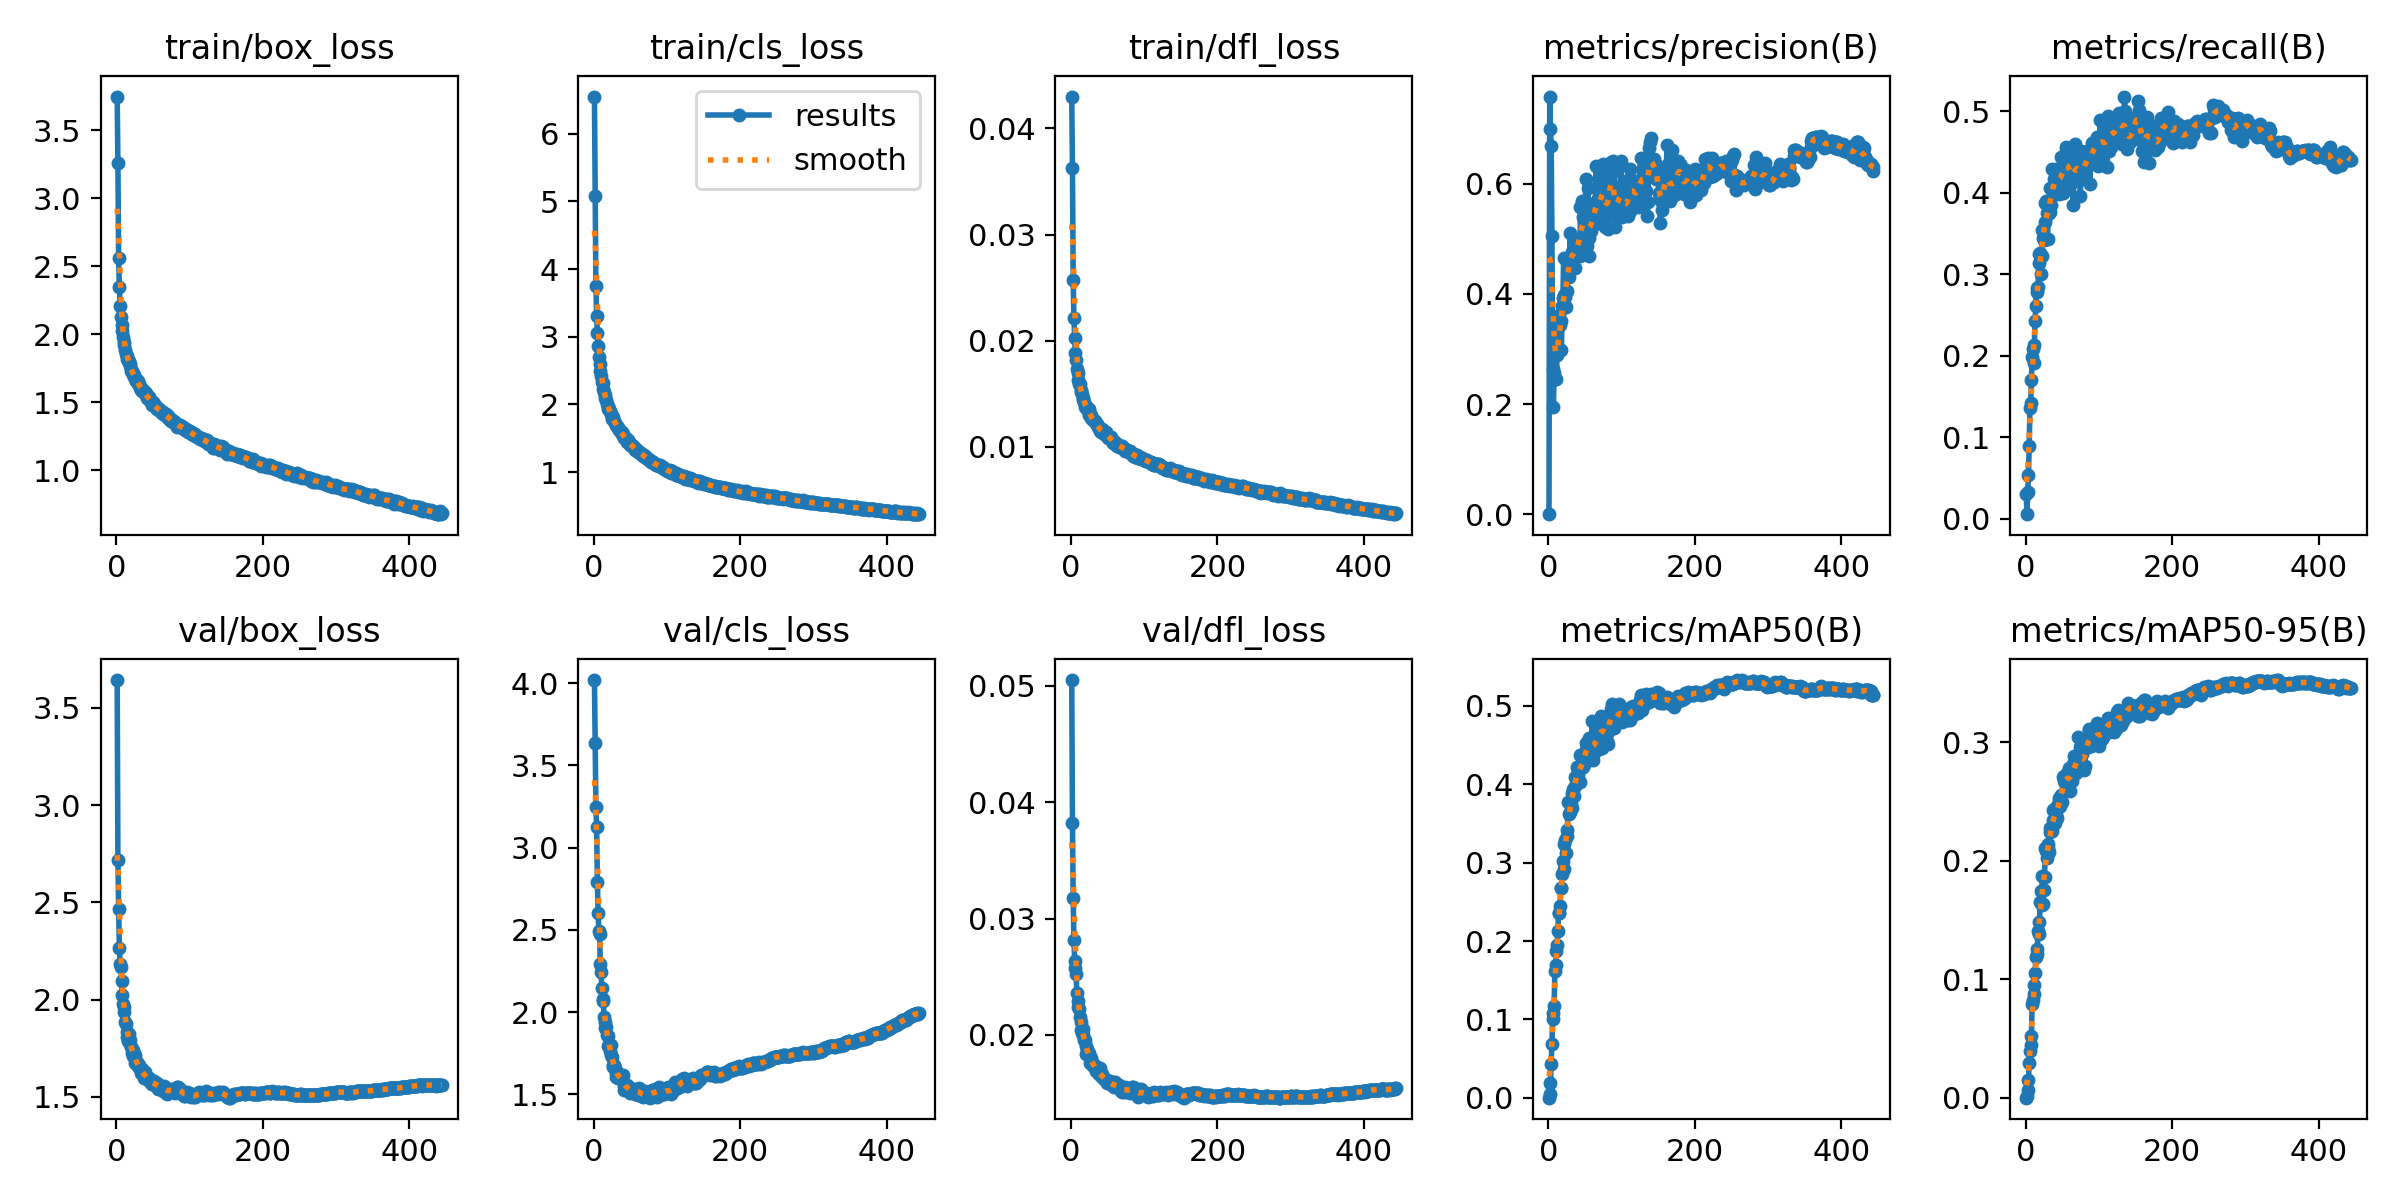 train/box_loss
3.5
3.0
2.5
2.0
1.5
1.0
0 200 400
train/cls_loss
results
smooth
6
5
4
3
2
1
0 200 400
train/dfl_loss
0.04
0.03
0.02
0.01
0 200 400
metrics/precision(B)
0.6
0.4
0.2
0.0
0 200 400
metrics/recall(B)
0.5
0.4
0.3
0.2
0.1
0.0
0 200 400
val/box_loss
3.5
3.0
2.5
2.0
1.5
0 200 400
val/cls_loss
4.0
3.5
3.0
2.5
2.0
1.5
0 200 400
val/dfl_loss
0.05
0.04
0.03
0.02
0 200 400
metrics/mAP50(B)
0.5
0.4
0.3
0.2
0.1
0.0
0 200 400
metrics/mAP50-95(B)
0.3
0.2
0.1
0.0
0 200 400